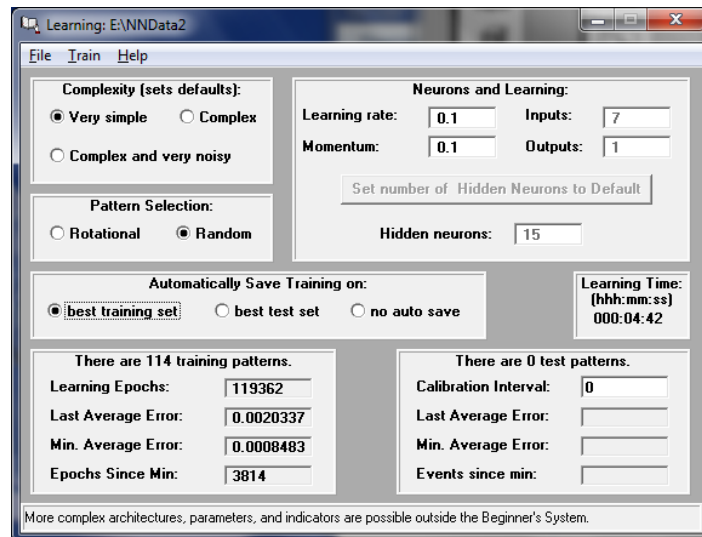 Learning: E:\NNData2
File Train Help
Complexity (sets defaults):
Very simple Complex
Complex and very noisy
Pattern Selection:
Rotational Random
Neurons and Learning:
Learning rate: 0.1 Inputs: 7
Momentum: 0.1 Outputs: 1
Set number of Hidden Neurons to Default
Hidden neurons: 15
Automatically Save Training on:
best training set best test set no auto save
Learning Time:
(hhh:mm:ss)
000:04:42
There are 114 training patterns.
Learning Epochs: 119362
Last Average Error: 0.0020337
Min. Average Error: 0.0008483
Epochs Since Min: 3814
There are 0 test patterns.
Calibration Interval: 0
Last Average Error:
Min. Average Error:
Events since min:
More complex architectures, parameters, and indicators are possible outside the Beginner's System.